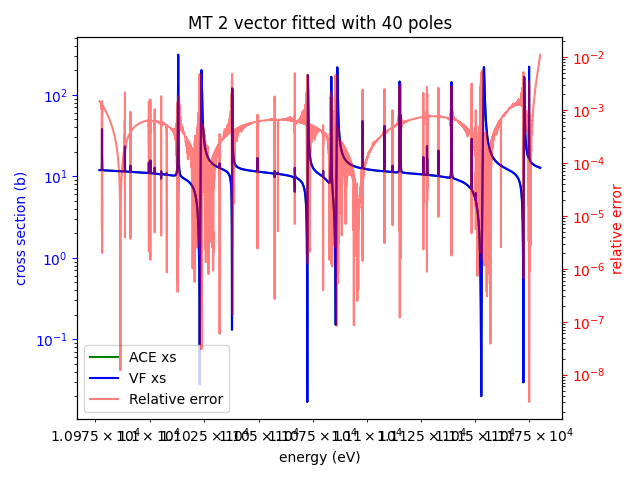 MT 2 vector fitted with 40 poles
cross section (b)
10²
10¹
10⁰
10⁻¹
10⁻²
10⁻³
10⁻⁴
10⁻⁵
10⁻⁶
10⁻⁷
10⁻⁸
relative error
ACE xs
VF xs
Relative error
energy (eV)